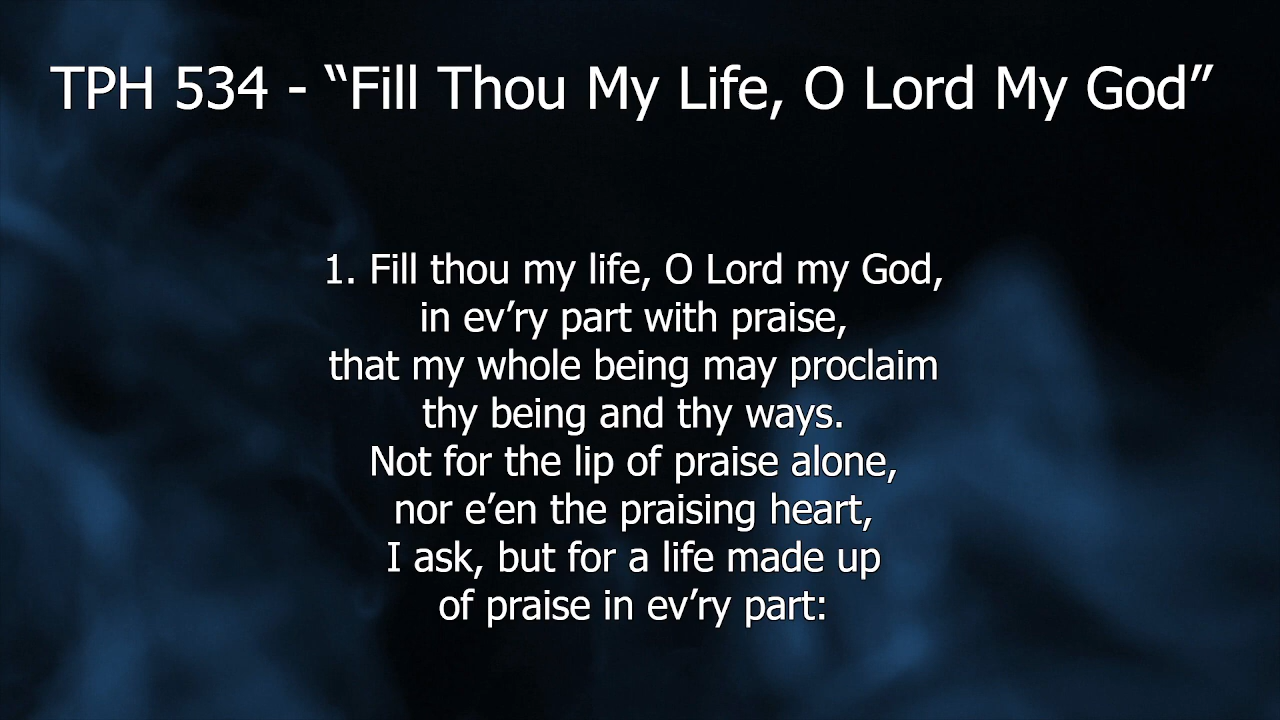 TPH 534 - “Fill Thou My Life, O Lord My God”
1. Fill thou my life, O Lord my God,
in ev’ry part with praise,
that my whole being may proclaim
thy being and thy ways.
Not for the lip of praise alone,
nor e’en the praising heart,
I ask, but for a life made up
of praise in ev’ry part: